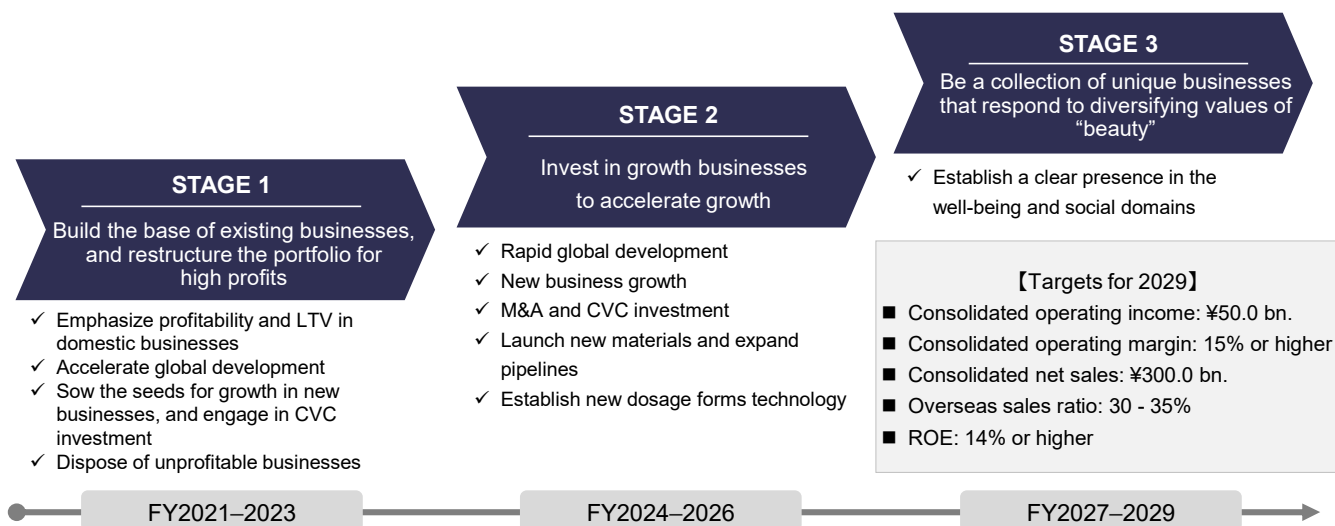 STAGE 1
Build the base of existing businesses,
and restructure the portfolio for
high profits
✓ Emphasize profitability and LTV in
domestic businesses
✓ Accelerate global development
✓ Sow the seeds for growth in new
businesses, and engage in CVC
investment
✓ Dispose of unprofitable businesses
FY2021–2023
STAGE 2
Invest in growth businesses
to accelerate growth
✓ Rapid global development
✓ New business growth
✓ M&A and CVC investment
✓ Launch new materials and expand
pipelines
✓ Establish new dosage forms technology
FY2024–2026
STAGE 3
Be a collection of unique businesses
that respond to diversifying values of
“beauty”
✓ Establish a clear presence in the
well-being and social domains
【Targets for 2029】
■ Consolidated operating income: ¥50.0 bn.
■ Consolidated operating margin: 15% or higher
■ Consolidated net sales: ¥300.0 bn.
■ Overseas sales ratio: 30 - 35%
■ ROE: 14% or higher
FY2027–2029